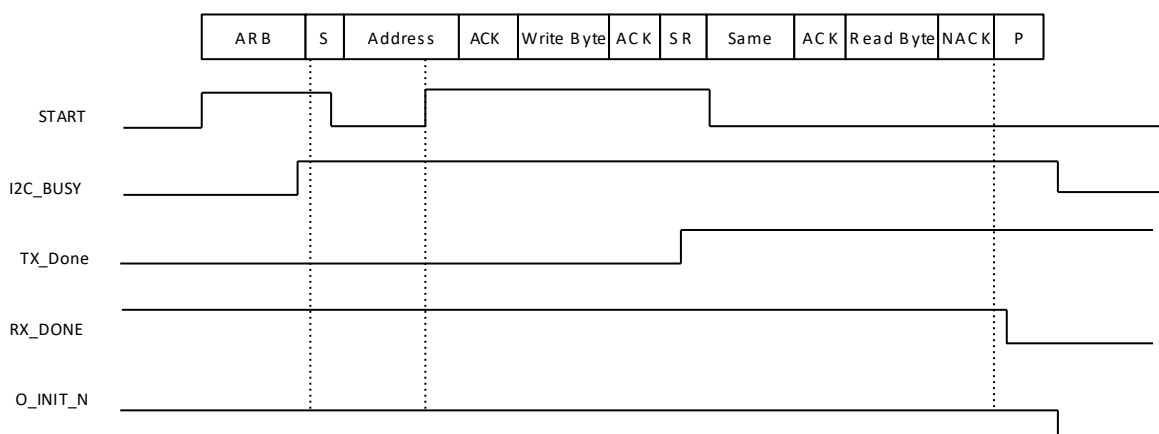 ARB S Address ACK Write Byte ACK SR Same ACK Read Byte NACK P
START
I2C_BUSY
TX_Done
RX_DONE
O_INIT_N